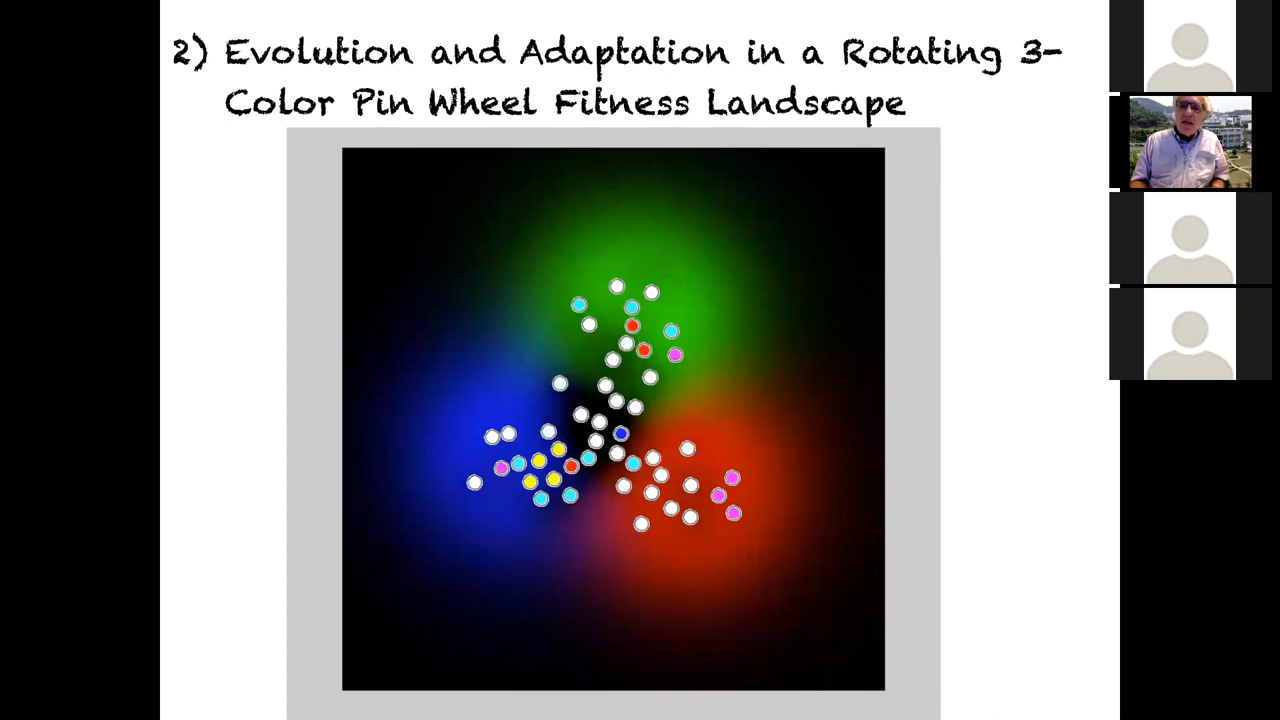 2) Evolution and Adaptation in a Rotating 3-
Color Pin Wheel Fitness Landscape